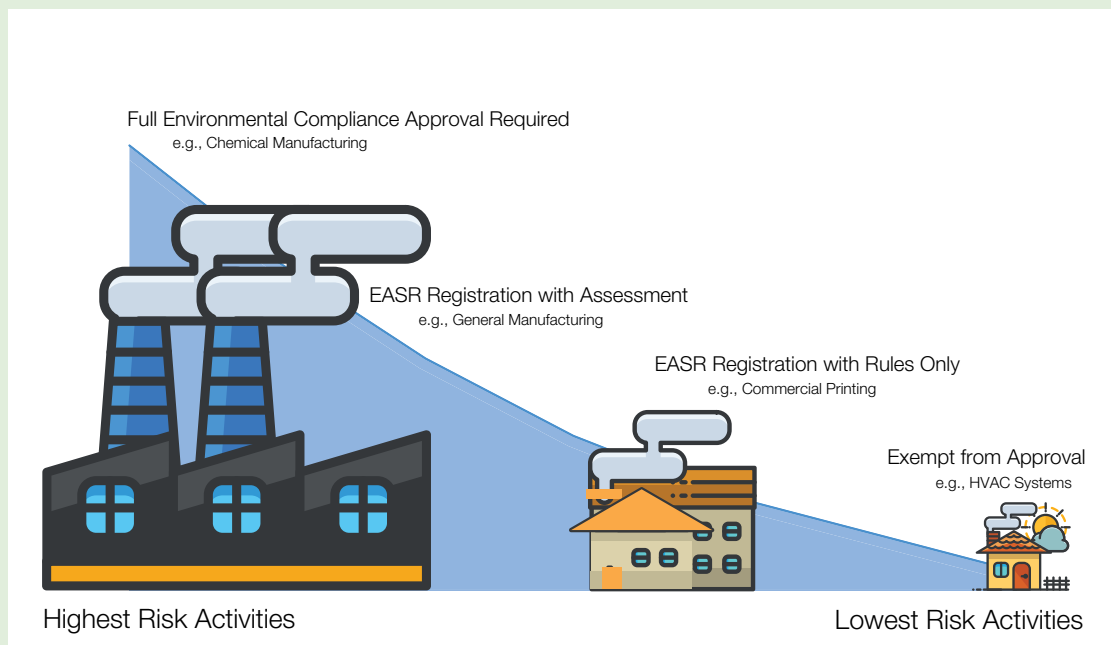 Full Environmental Compliance Approval Required
e.g., Chemical Manufacturing
EASR Registration with Assessment
e.g., General Manufacturing
EASR Registration with Rules Only
e.g., Commercial Printing
Exempt from Approval
e.g., HVAC Systems
Highest Risk Activities
Lowest Risk Activities